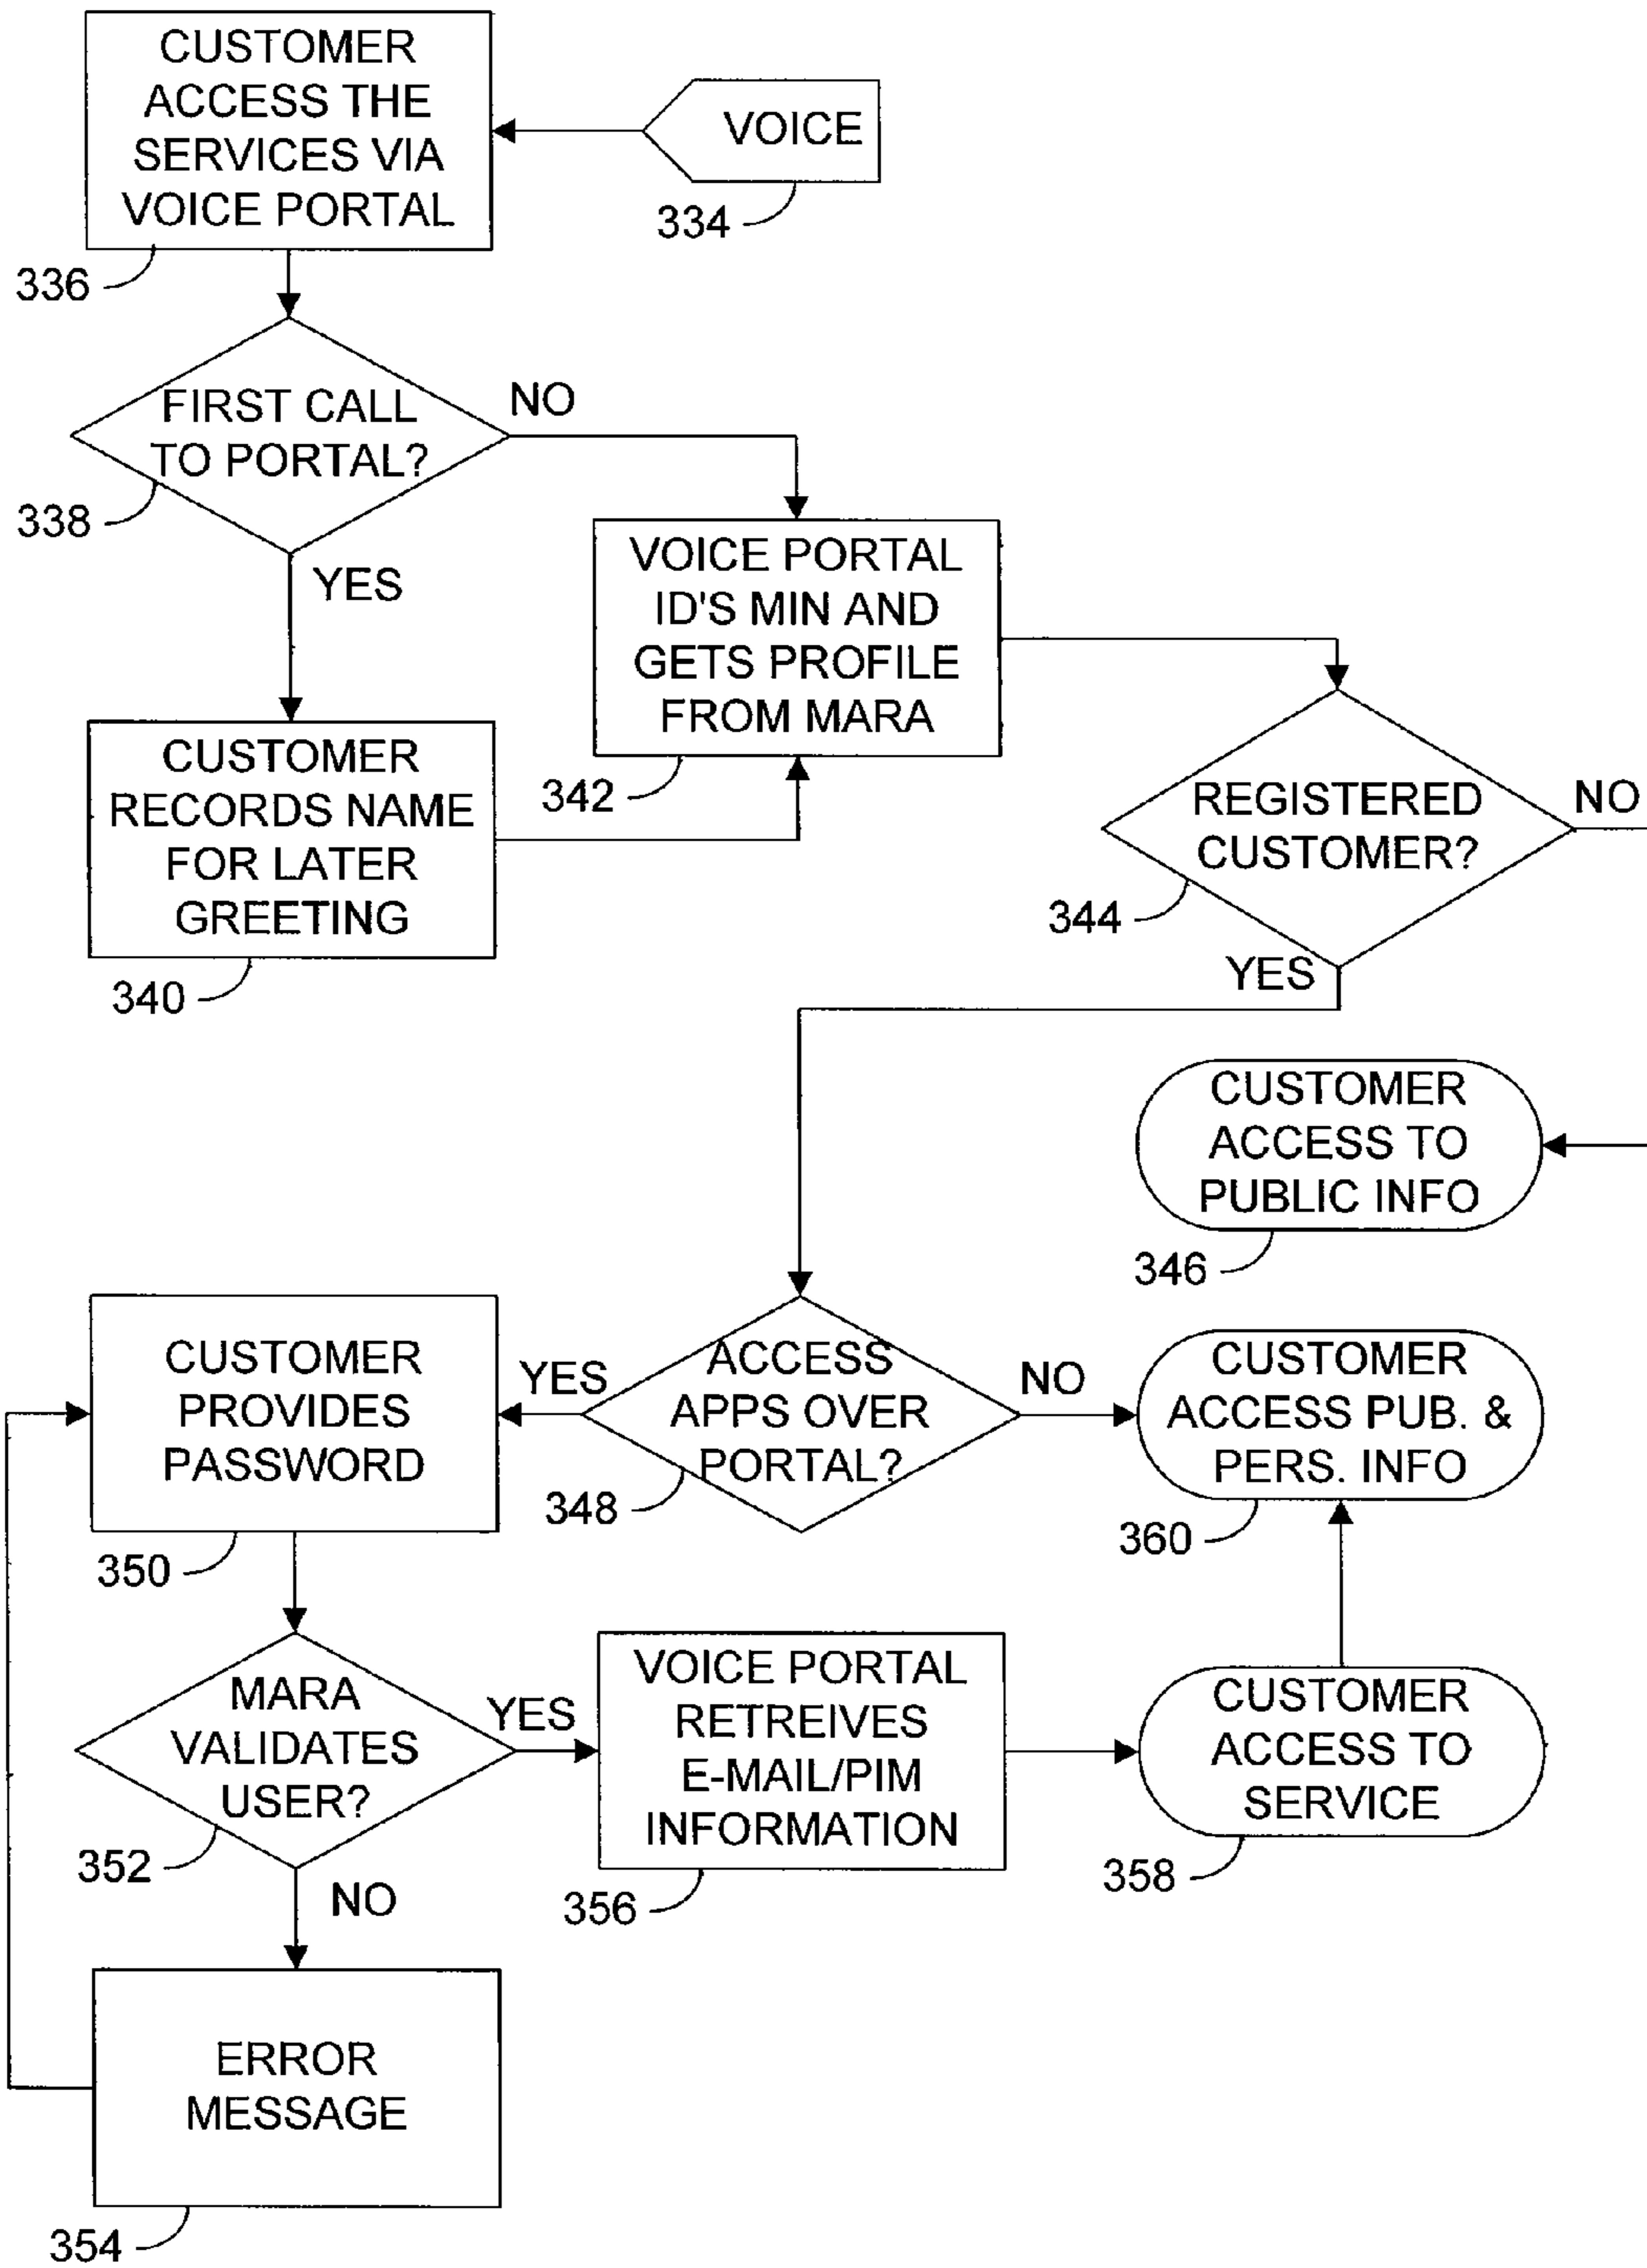 CUSTOMER
ACCESS THE
SERVICES VIA
VOICE PORTAL
336
VOICE
334
FIRST CALL
TO PORTAL?
338
NO
YES
VOICE PORTAL
ID'S MIN AND
GETS PROFILE
FROM MARA
342
CUSTOMER
RECORDS NAME
FOR LATER
GREETING
340
REGISTERED
CUSTOMER?
344
NO
YES
CUSTOMER
ACCESS TO
PUBLIC INFO
346
ACCESS
APPS OVER
PORTAL?
348
YES
NO
CUSTOMER
PROVIDES
PASSWORD
350
CUSTOMER
ACCESS PUB. &
PERS. INFO
360
MARA
VALIDATES
USER?
352
YES
NO
VOICE PORTAL
RETREIVES
E-MAIL/PIM
INFORMATION
356
CUSTOMER
ACCESS TO
SERVICE
358
ERROR
MESSAGE
354